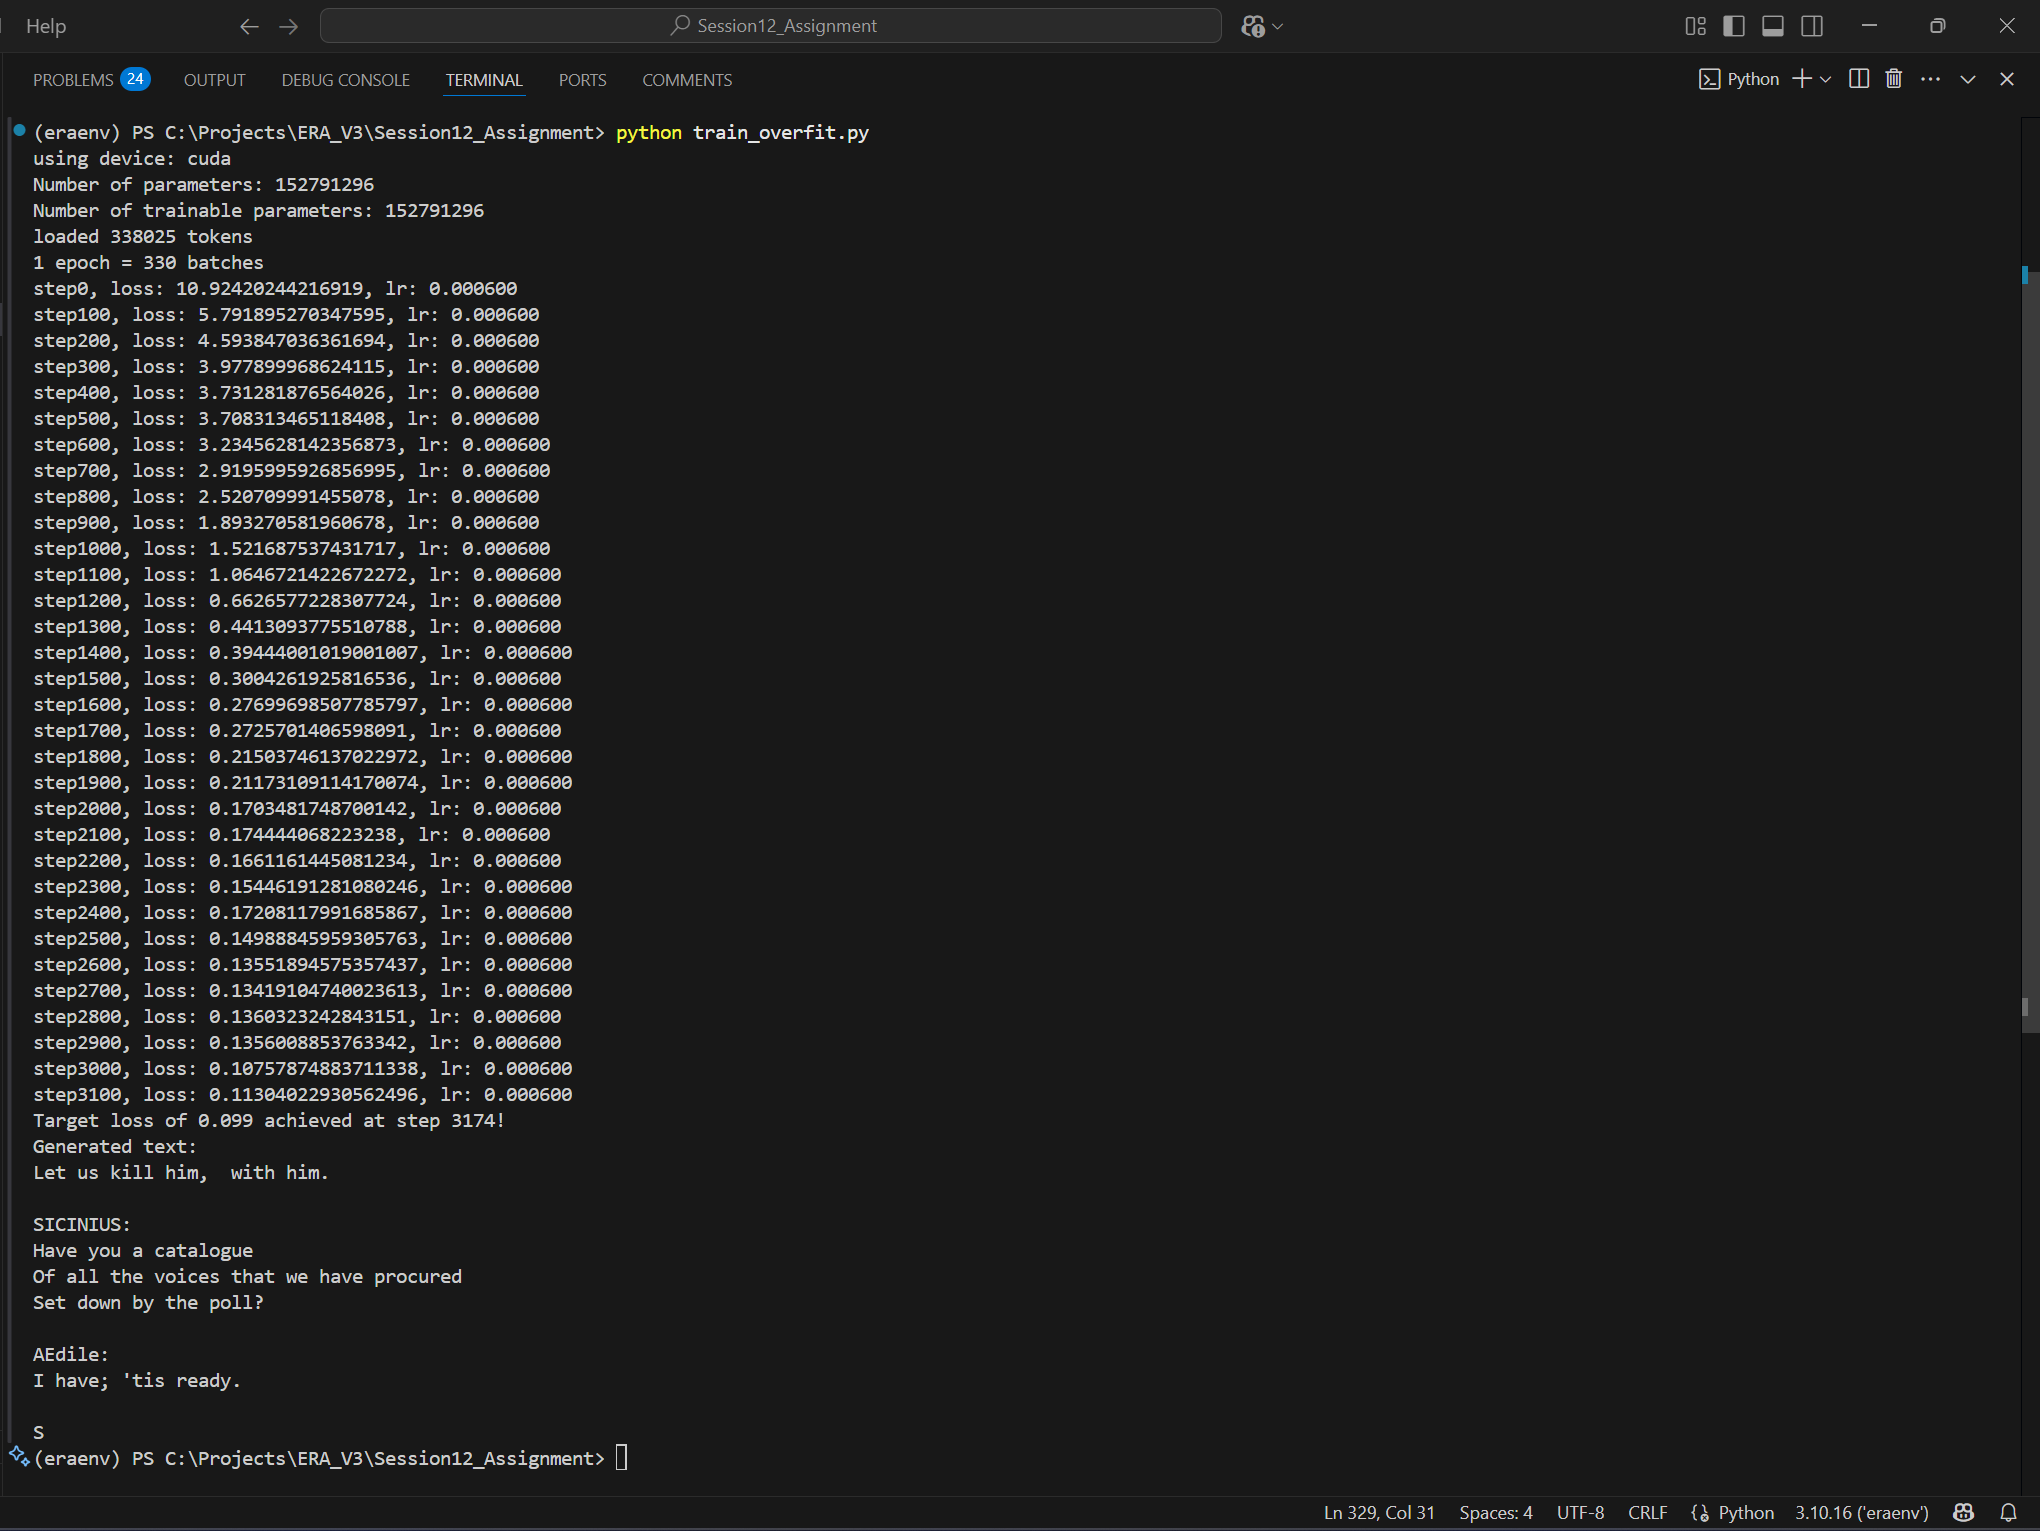 Help
Session12_Assignment
PROBLEMS 24 OUTPUT DEBUG CONSOLE TERMINAL PORTS COMMENTS Python
(eraenv) PS C:\Projects\ERA_V3\Session12_Assignment> python train_overfit.py
using device: cuda
Number of parameters: 152791296
Number of trainable parameters: 152791296
loaded 338025 tokens
1 epoch = 330 batches
step0, loss: 10.92420244216919, lr: 0.000600
step100, loss: 5.791895270347595, lr: 0.000600
step200, loss: 4.593847036361694, lr: 0.000600
step300, loss: 3.977899968624115, lr: 0.000600
step400, loss: 3.731281876564026, lr: 0.000600
step500, loss: 3.708313465118408, lr: 0.000600
step600, loss: 3.2345628142356873, lr: 0.000600
step700, loss: 2.9195995926856995, lr: 0.000600
step800, loss: 2.520709991455078, lr: 0.000600
step900, loss: 1.893270581960678, lr: 0.000600
step1000, loss: 1.521687537431717, lr: 0.000600
step1100, loss: 1.0646721422672272, lr: 0.000600
step1200, loss: 0.6626577228307724, lr: 0.000600
step1300, loss: 0.4413093775510788, lr: 0.000600
step1400, loss: 0.39444001019001007, lr: 0.000600
step1500, loss: 0.3004261925816536, lr: 0.000600
step1600, loss: 0.27699698507785797, lr: 0.000600
step1700, loss: 0.2725701406598091, lr: 0.000600
step1800, loss: 0.21503746137022972, lr: 0.000600
step1900, loss: 0.21173109114170074, lr: 0.000600
step2000, loss: 0.1703481748700142, lr: 0.000600
step2100, loss: 0.174444068223238, lr: 0.000600
step2200, loss: 0.1661161445081234, lr: 0.000600
step2300, loss: 0.15446191281080246, lr: 0.000600
step2400, loss: 0.17208117991685867, lr: 0.000600
step2500, loss: 0.14988845959305763, lr: 0.000600
step2600, loss: 0.13551894575357437, lr: 0.000600
step2700, loss: 0.13419104740023613, lr: 0.000600
step2800, loss: 0.1360323242843151, lr: 0.000600
step2900, loss: 0.1356008853763342, lr: 0.000600
step3000, loss: 0.10757874883711338, lr: 0.000600
step3100, loss: 0.11304022930562496, lr: 0.000600
Target loss of 0.099 achieved at step 3174!
Generated text:
Let us kill him,  with him.
SICINIUS:
Have you a catalogue
Of all the voices that we have procured
Set down by the poll?
AEdile:
I have; 'tis ready.
S
(eraenv) PS C:\Projects\ERA_V3\Session12_Assignment>
Ln 329, Col 31 Spaces: 4 UTF-8 CRLF Python 3.10.16 ('eraenv')